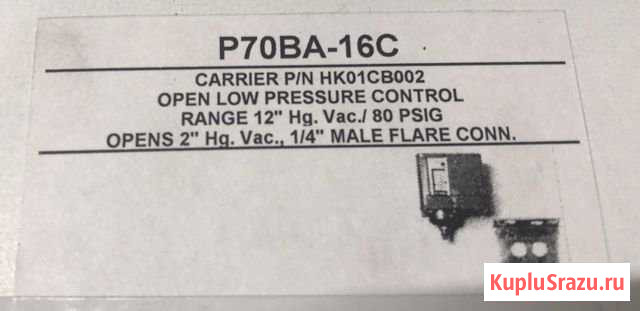 P70BA-16C
CARRIER P/N HK01CB002
OPEN LOW PRESSURE CONTROL
RANGE 12" Hg. Vac./ 80 PSIG
OPENS 2" Hg. Vac., 1/4" MALE FLARE CONN.
KupluSrazu.ru